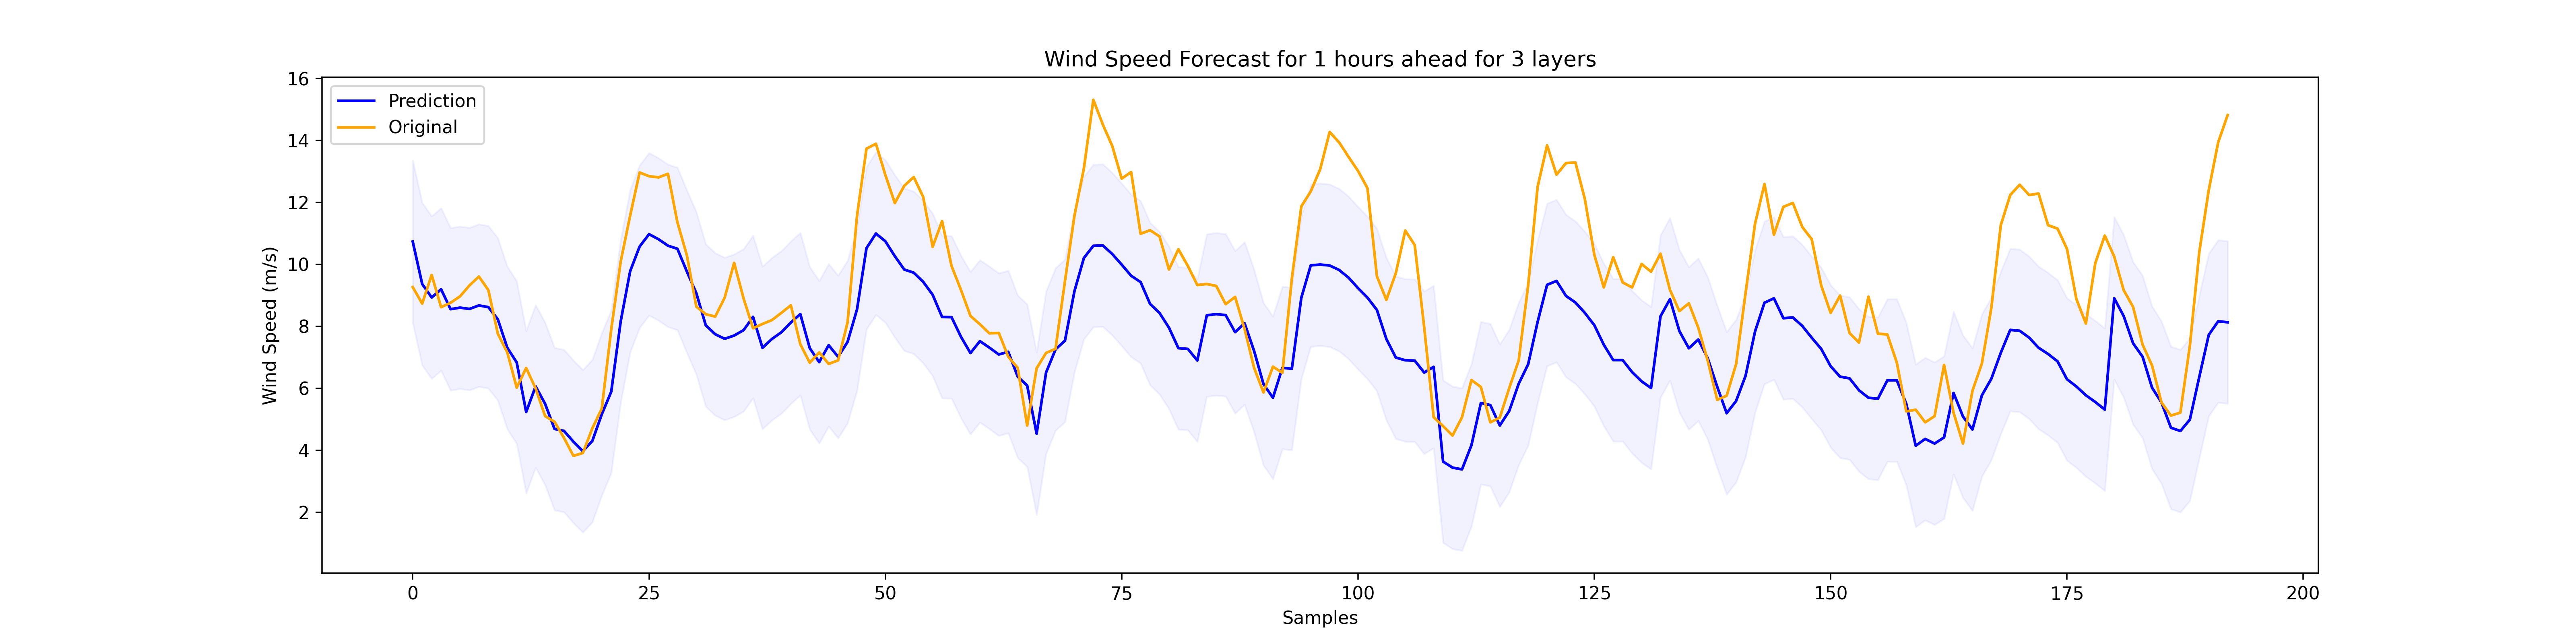 Wind Speed Forecast for 1 hours ahead for 3 layers
Prediction
Original
Wind Speed (m/s)
16
14
12
10
8
6
4
2
0 25 50 75 100 125 150 175 200
Samples